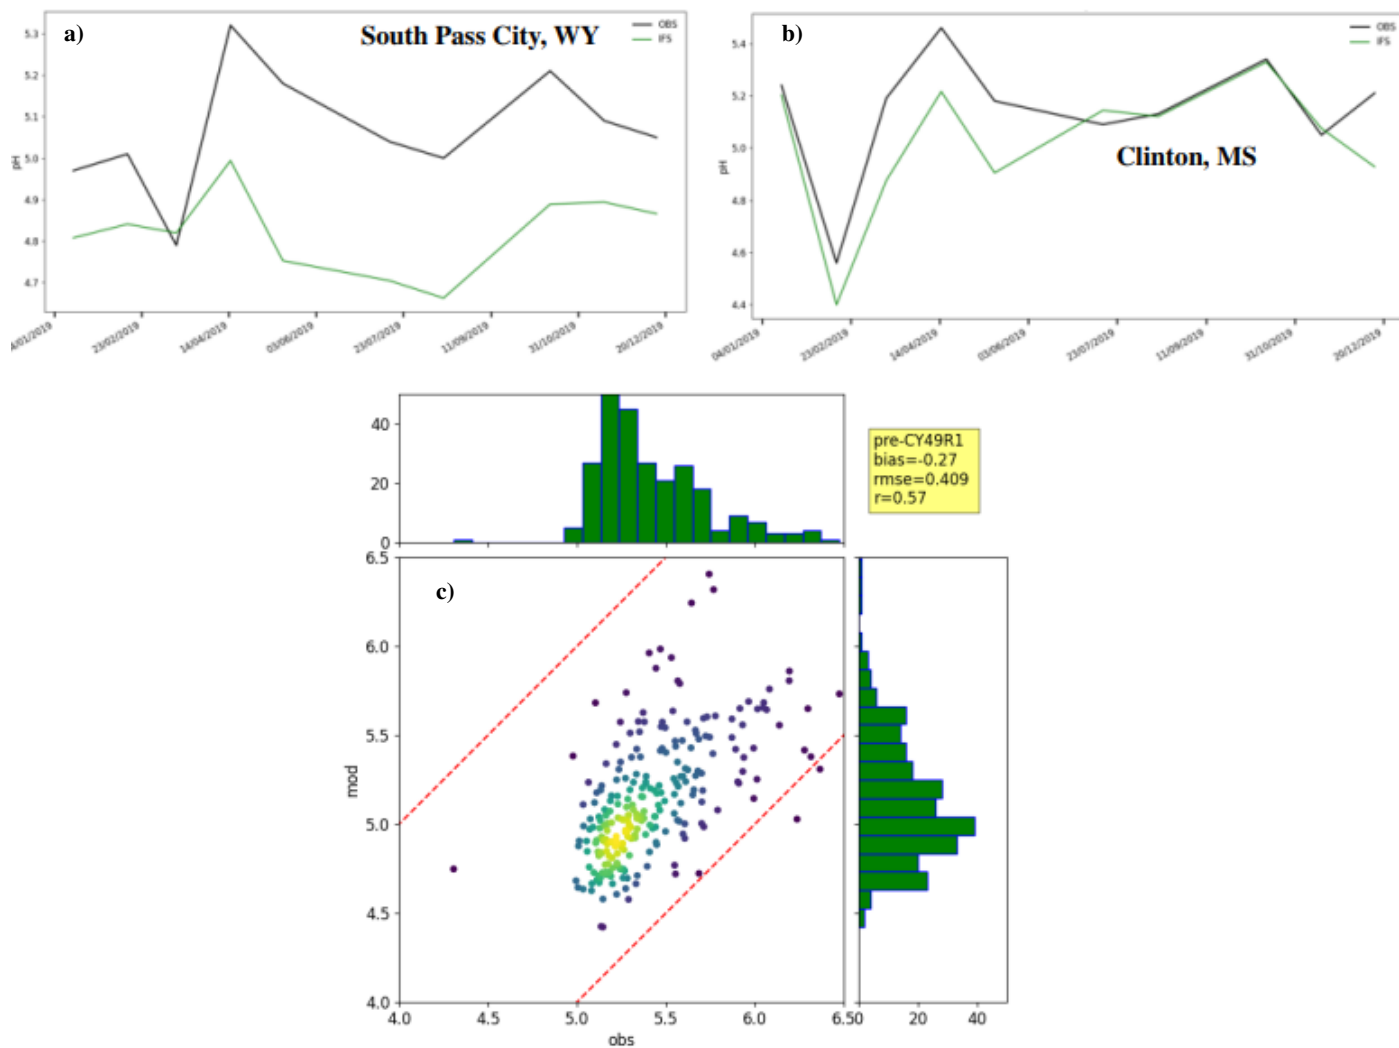 a)
South Pass City, WY
OBS
IFS
5.3
5.2
5.1
5.0
4.9
4.8
4.7
pH
4/01/2019
23/02/2019
14/04/2019
03/06/2019
23/07/2019
11/09/2019
31/10/2019
20/12/2019
b)
OBS
IFS
Clinton, MS
5.4
5.2
5.0
4.8
4.6
4.4
pH
04/01/2019
23/02/2019
14/04/2019
03/06/2019
23/07/2019
11/09/2019
31/10/2019
20/12/2019
40
20
0
pre-CY49R1
bias=-0.27
rmse=0.409
r=0.57
c)
6.5
6.0
5.5
5.0
4.5
4.0
mod
4.0
4.5
5.0
5.5
6.0
6.5
obs
0
20
40